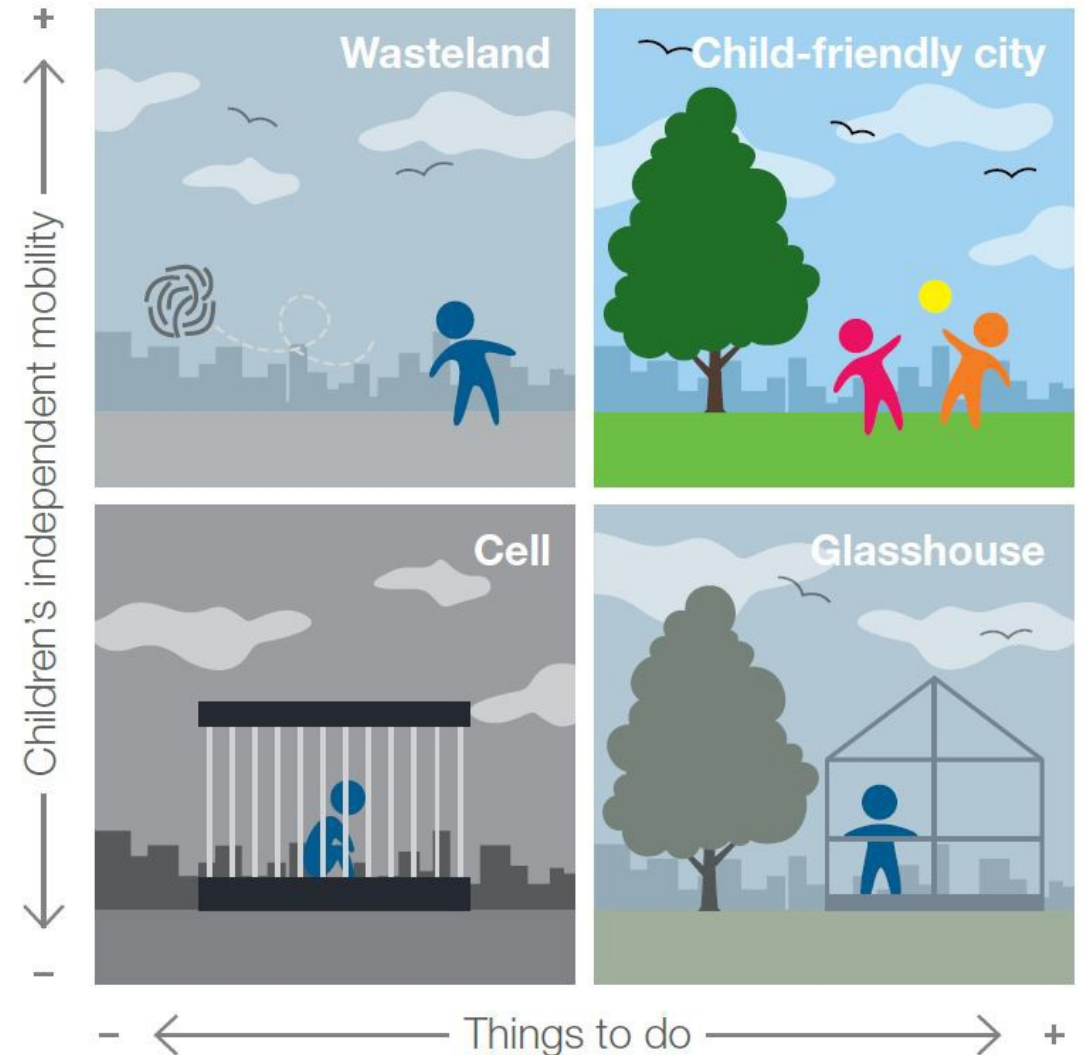 +
Wasteland
Child-friendly city
Children's independent mobility
Cell
Glasshouse
–
– Things to do +